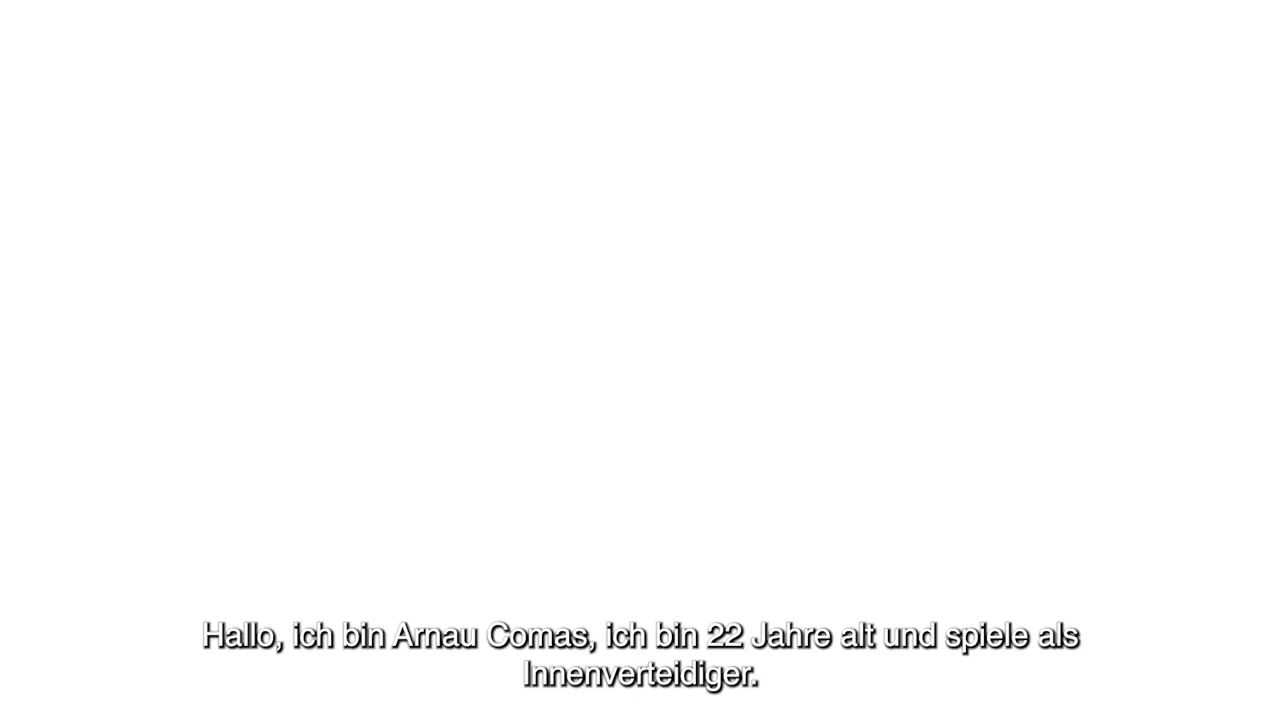 Hallo, ich bin Arnau Comas, ich bin 22 Jahre alt und spiele als
Innenverteidiger.